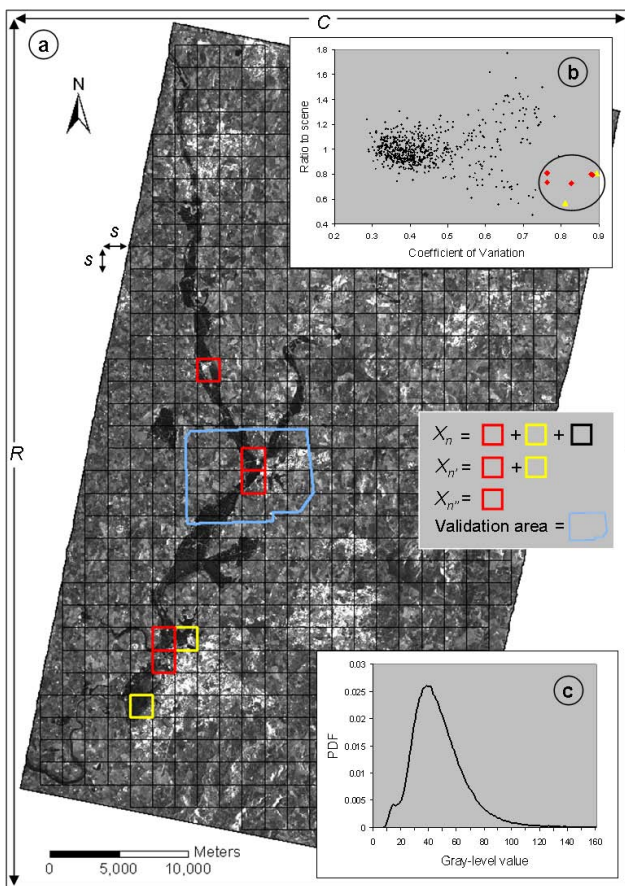 C
a
N
b
1.8
1.6
1.4
1.2
1
0.8
0.6
0.4
Ratio to scene
0.2 0.3 0.4 0.5 0.6 0.7 0.8 0.9
Coefficient of Variation
s
s
R
Xn = + +
Xn' = +
Xn'' =
Validation area =
c
0.03
0.025
0.02
0.015
0.01
0.005
0
PDF
0 20 40 60 80 100 120 140 160
Gray-level value
Meters
0 5,000 10,000